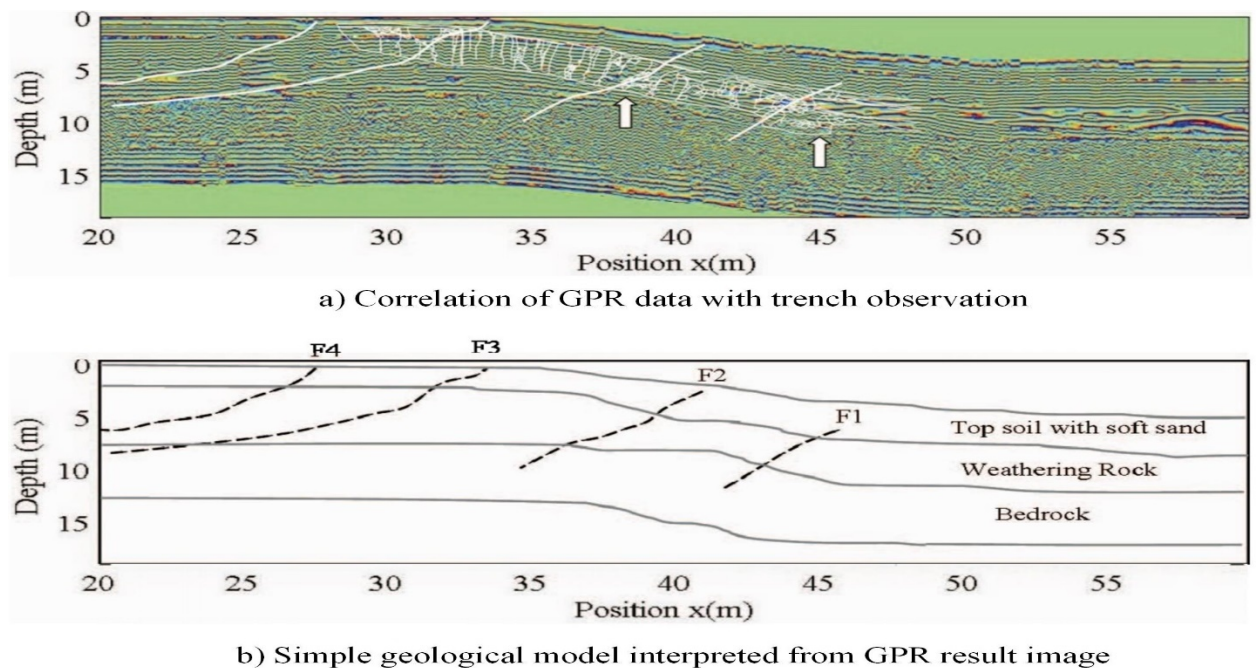 0
5
10
15
Depth (m)
20 25 30 35 40 45 50 55
Position x(m)
a) Correlation of GPR data with trench observation
F4 F3
0
F2
5
F1
Top soil with soft sand
10
Weathering Rock
Bedrock
15
Depth (m)
20 25 30 35 40 45 50 55
Position x(m)
b) Simple geological model interpreted from GPR result image